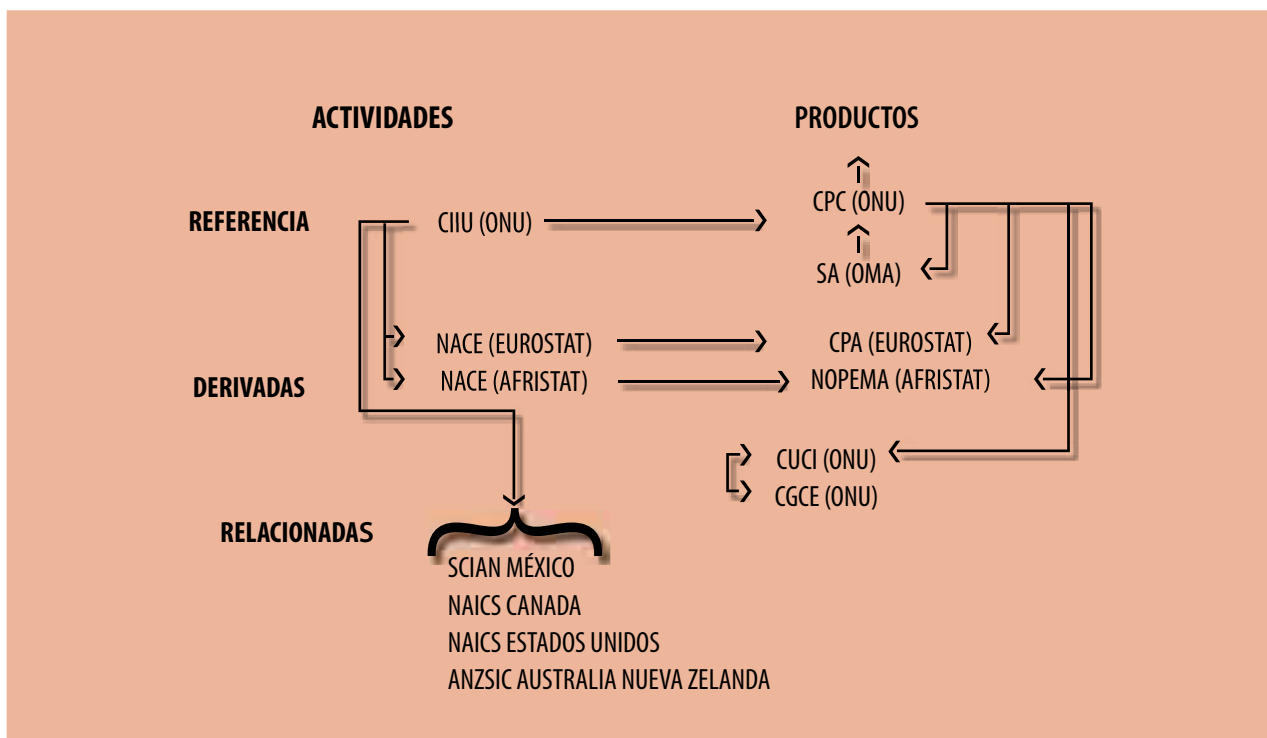 ACTIVIDADES
PRODUCTOS
REFERENCIA
CIIU (ONU)
CPC (ONU)
SA (OMA)
DERIVADAS
NACE (EUROSTAT)
CPA (EUROSTAT)
NACE (AFRISTAT)
NOPEMA (AFRISTAT)
CUCI (ONU)
CGCE (ONU)
RELACIONADAS
SCIAN MÉXICO
NAICS CANADA
NAICS ESTADOS UNIDOS
ANZSIC AUSTRALIA NUEVA ZELANDA